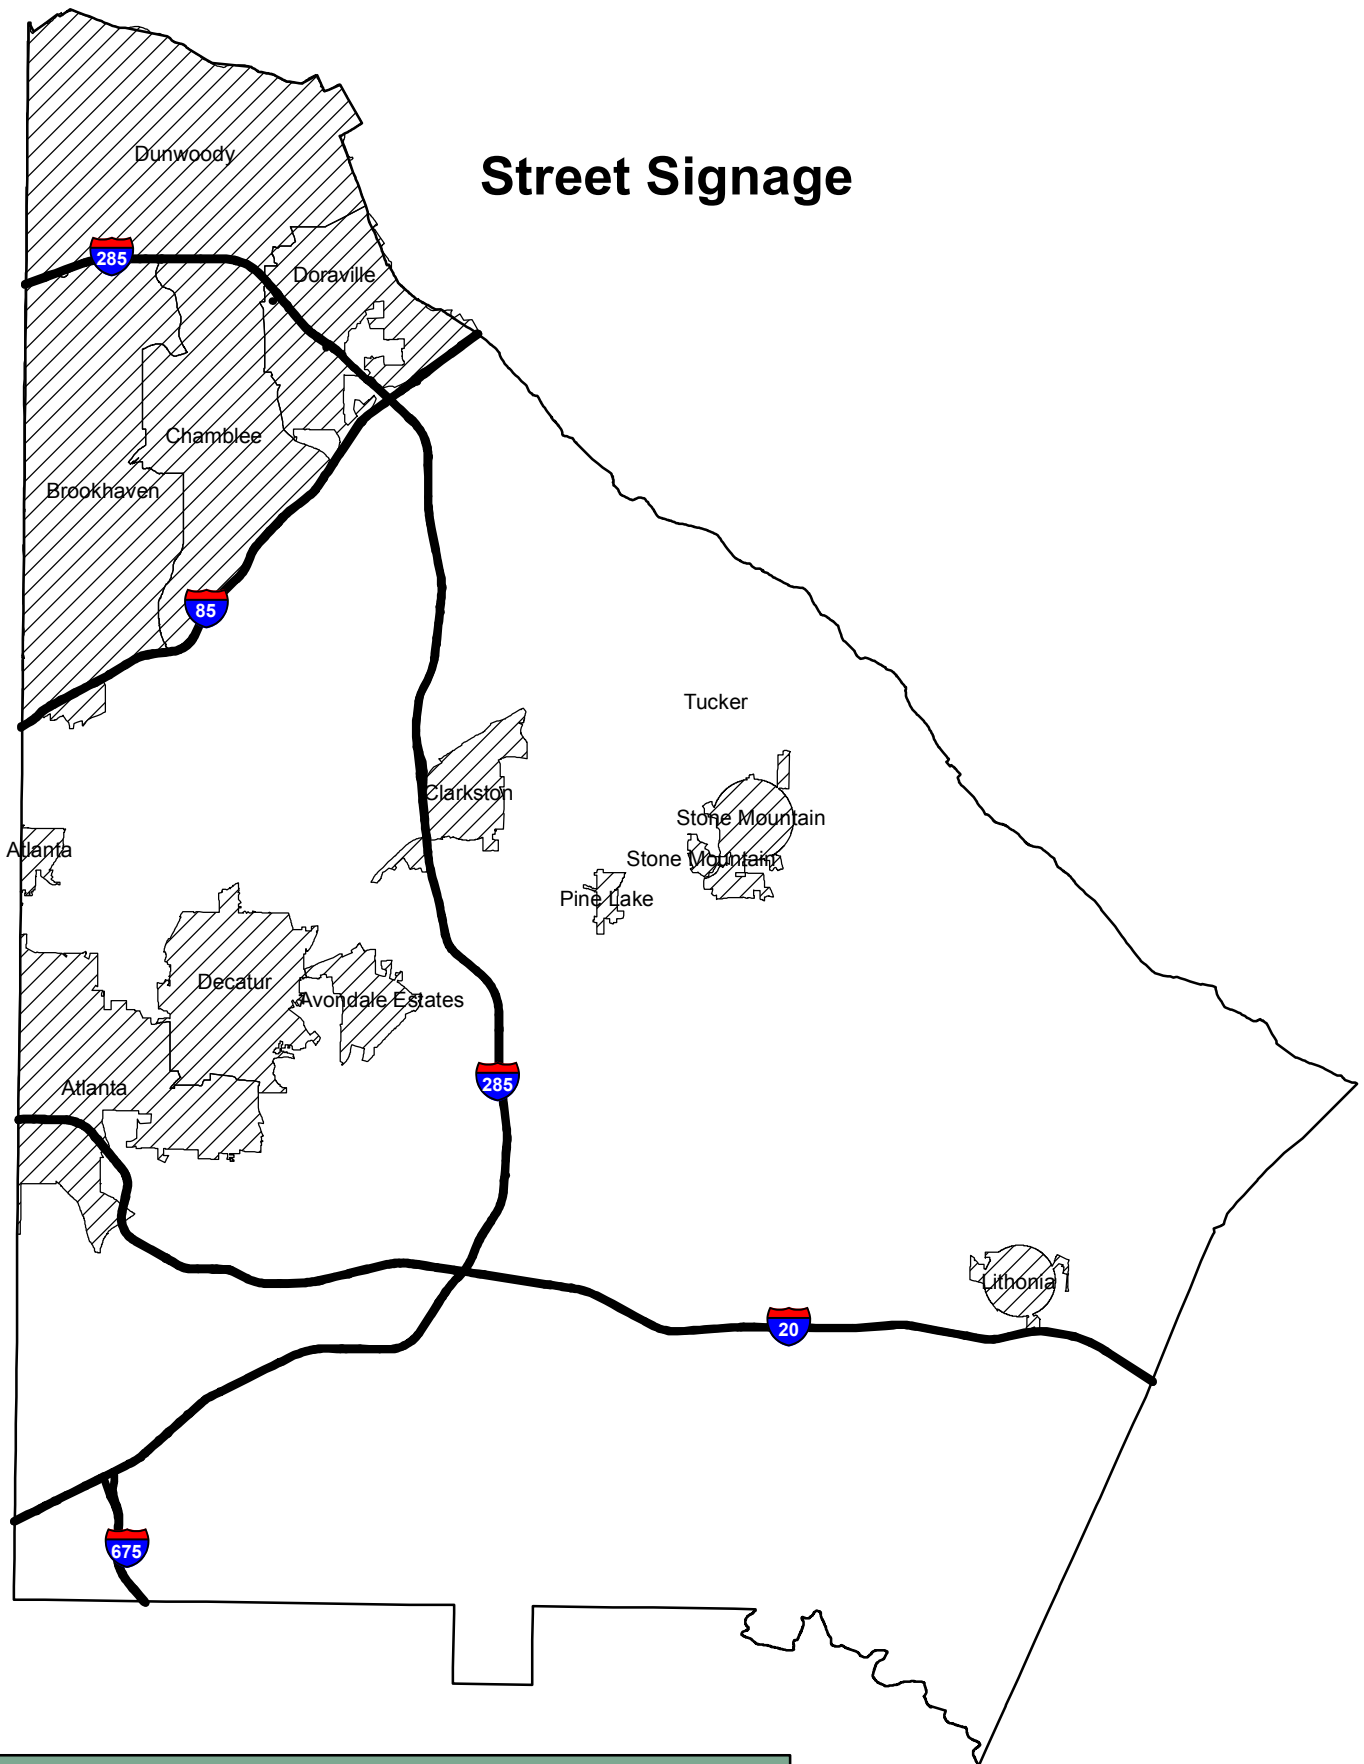 Dunwoody
Street Signage
285
Doraville
Chamblee
Brookhaven
85
Tucker
Clarkston
Stone Mountain
Atlanta
Stone Mountain
Pine Lake
Decatur
Avondale Estates
285
Atlanta
Lithonia
20
675